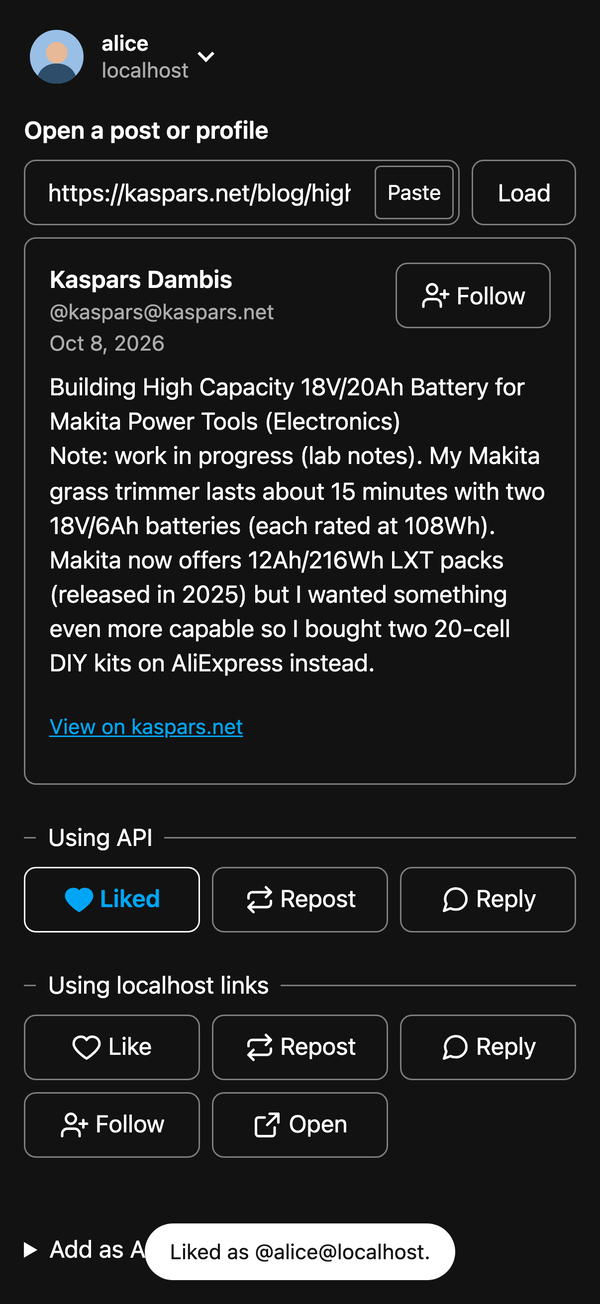 alice
localhost
Open a post or profile
https://kaspars.net/blog/high
Paste
Load
Kaspars Dambis
@kaspars@kaspars.net
Oct 8, 2026
Follow
Building High Capacity 18V/20Ah Battery for
Makita Power Tools (Electronics)
Note: work in progress (lab notes). My Makita
grass trimmer lasts about 15 minutes with two
18V/6Ah batteries (each rated at 108Wh).
Makita now offers 12Ah/216Wh LXT packs
(released in 2025) but I wanted something
even more capable so I bought two 20-cell
DIY kits on AliExpress instead.
View on kaspars.net
Using API
Liked
Repost
Reply
Using localhost links
Like
Repost
Reply
Follow
Open
Add as A
Liked as @alice@localhost.